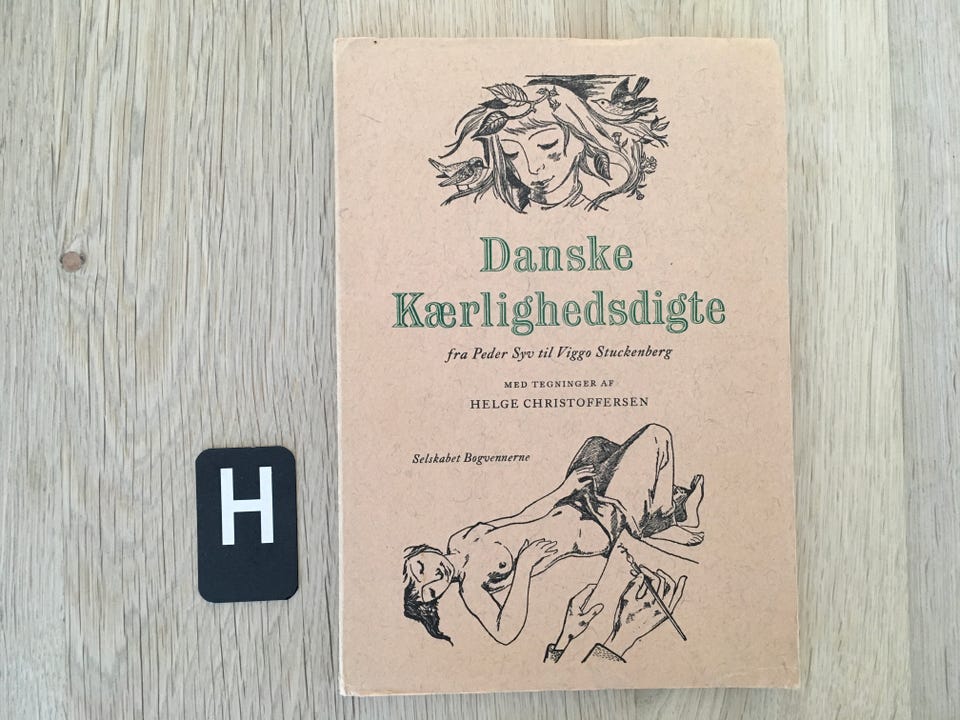 Danske
Kærlighedsdigte
fra Peder Syv til Viggo Stuckenberg
MED TEGNINGER AF
HELGE CHRISTOFFERSEN
Selskabet Bogvennerne
H